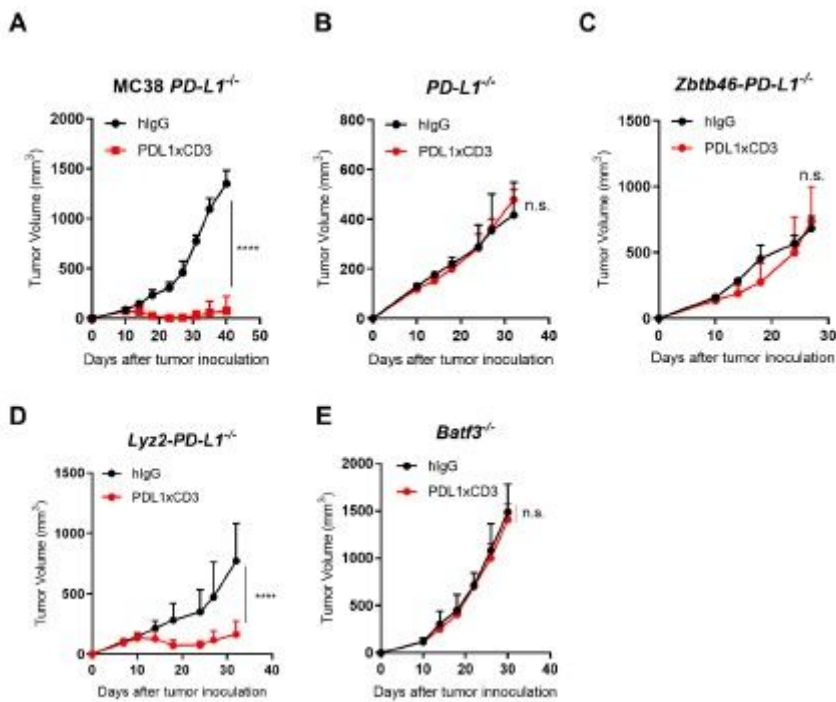 A
MC38 PD-L1-/-
hIgG
PDL1xCD3
Tumor Volume (mm3)
2000
1500
1000
500
0
****
0 10 20 30 40 50
Days after tumor inoculation
B
PD-L1-/-
hIgG
PDL1xCD3
Tumor Volume (mm3)
800
600
400
200
0
n.s.
0 10 20 30 40
Days after tumor inoculation
C
Zbtb46-PD-L1-/-
hIgG
PDL1xCD3
Tumor Volume (mm3)
1500
1000
500
0
n.s.
0 10 20 30
Days after tumor inoculation
D
Lyz2-PD-L1-/-
hIgG
PDL1xCD3
Tumor Volume (mm3)
1500
1000
500
0
****
0 10 20 30 40
Days after tumor inoculation
E
Batf3-/-
hIgG
PDL1xCD3
Tumor Volume (mm3)
2000
1500
1000
500
0
n.s.
0 10 20 30 40
Days after tumor innoculation